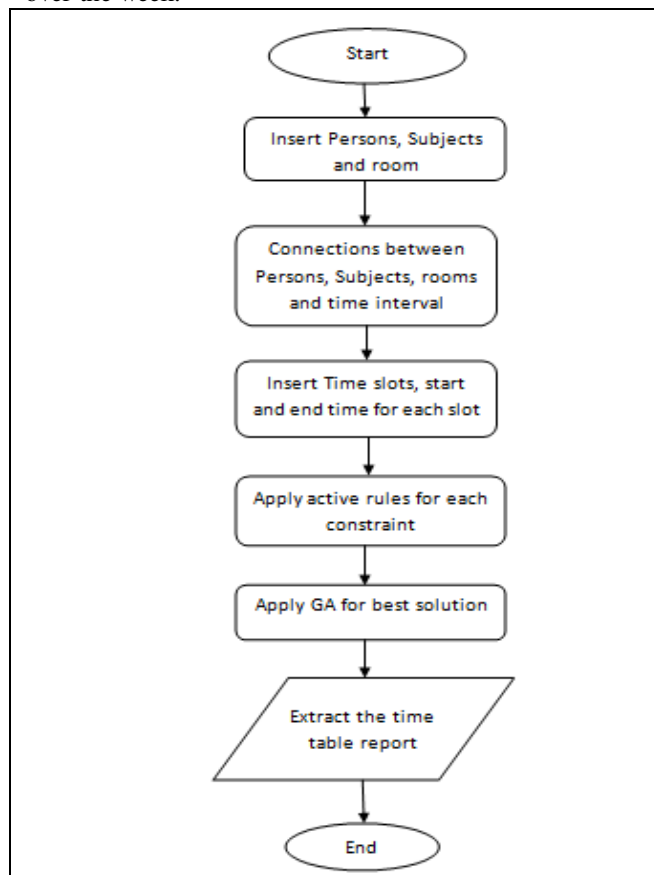 over the week.
Start
Insert Persons, Subjects
and room
Connections between
Persons, Subjects, rooms
and time interval
Insert Time slots, start
and end time for each slot
Apply active rules for each
constraint
Apply GA for best solution
Extract the time
table report
End